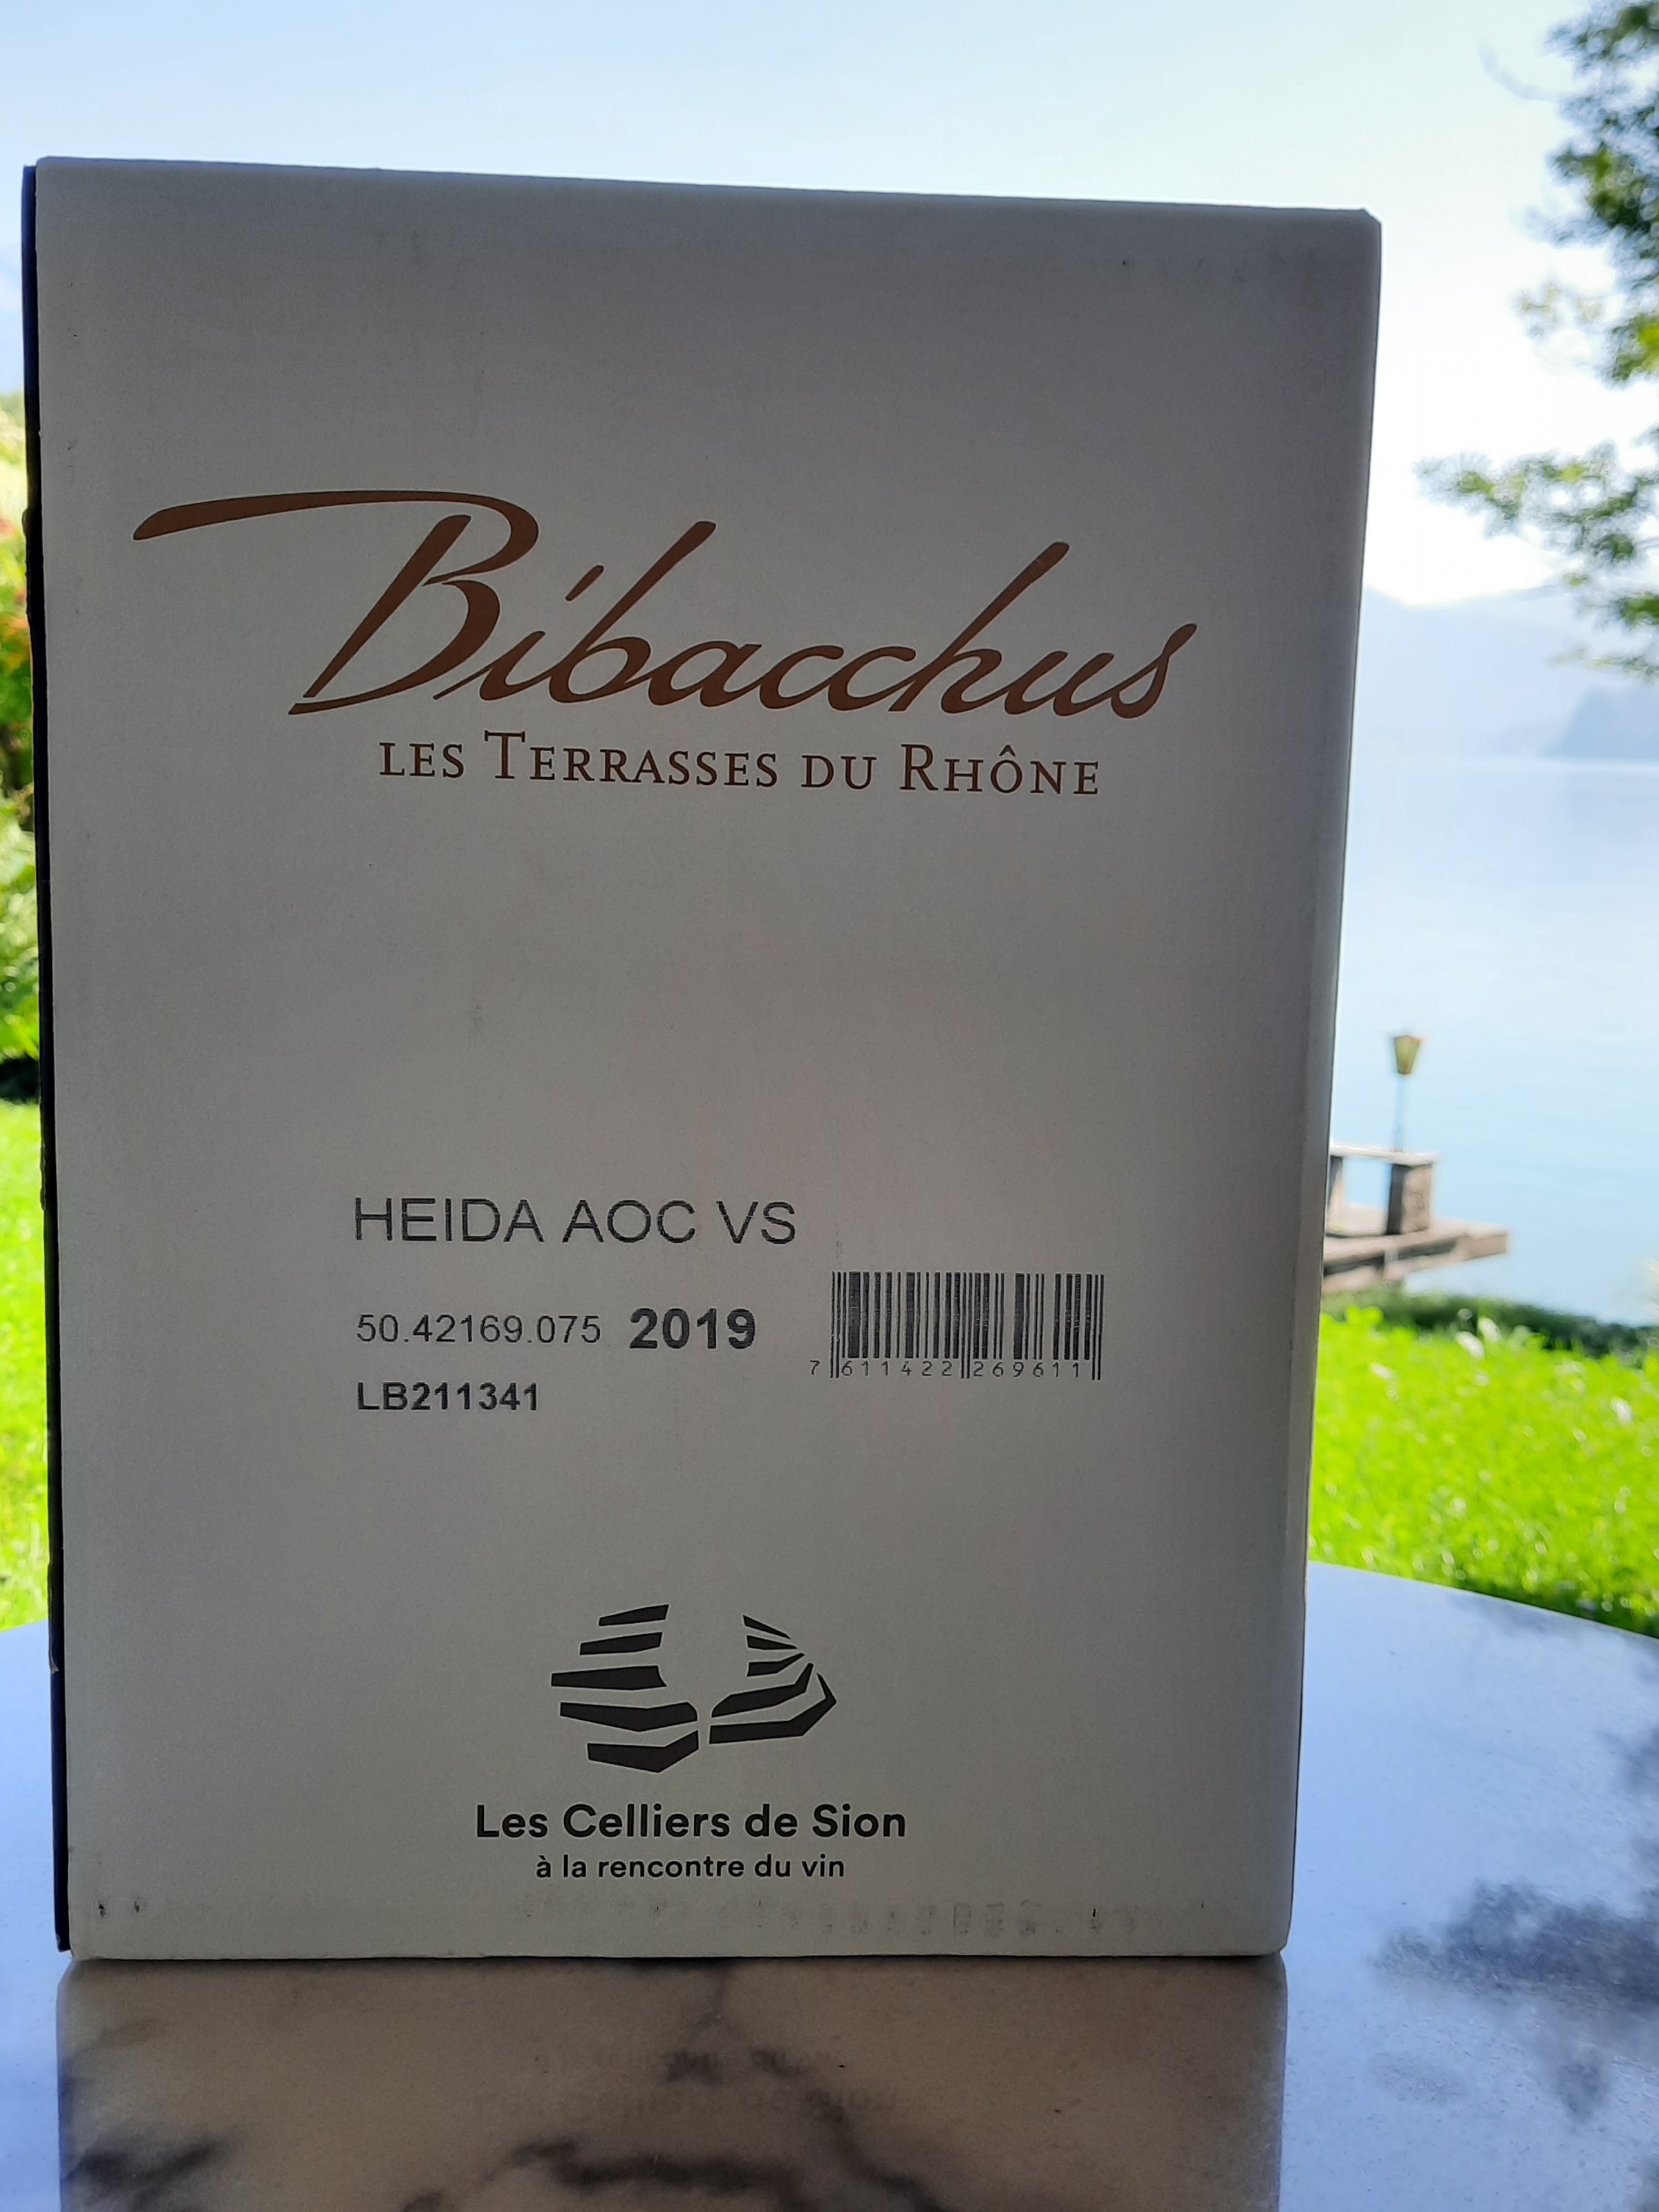 Bibacchus
LES TERRASSES DU RHÔNE
HEIDA AOC VS
50.42169.075 2019
7 611422 269611
LB211341
Les Celliers de Sion
à la rencontre du vin